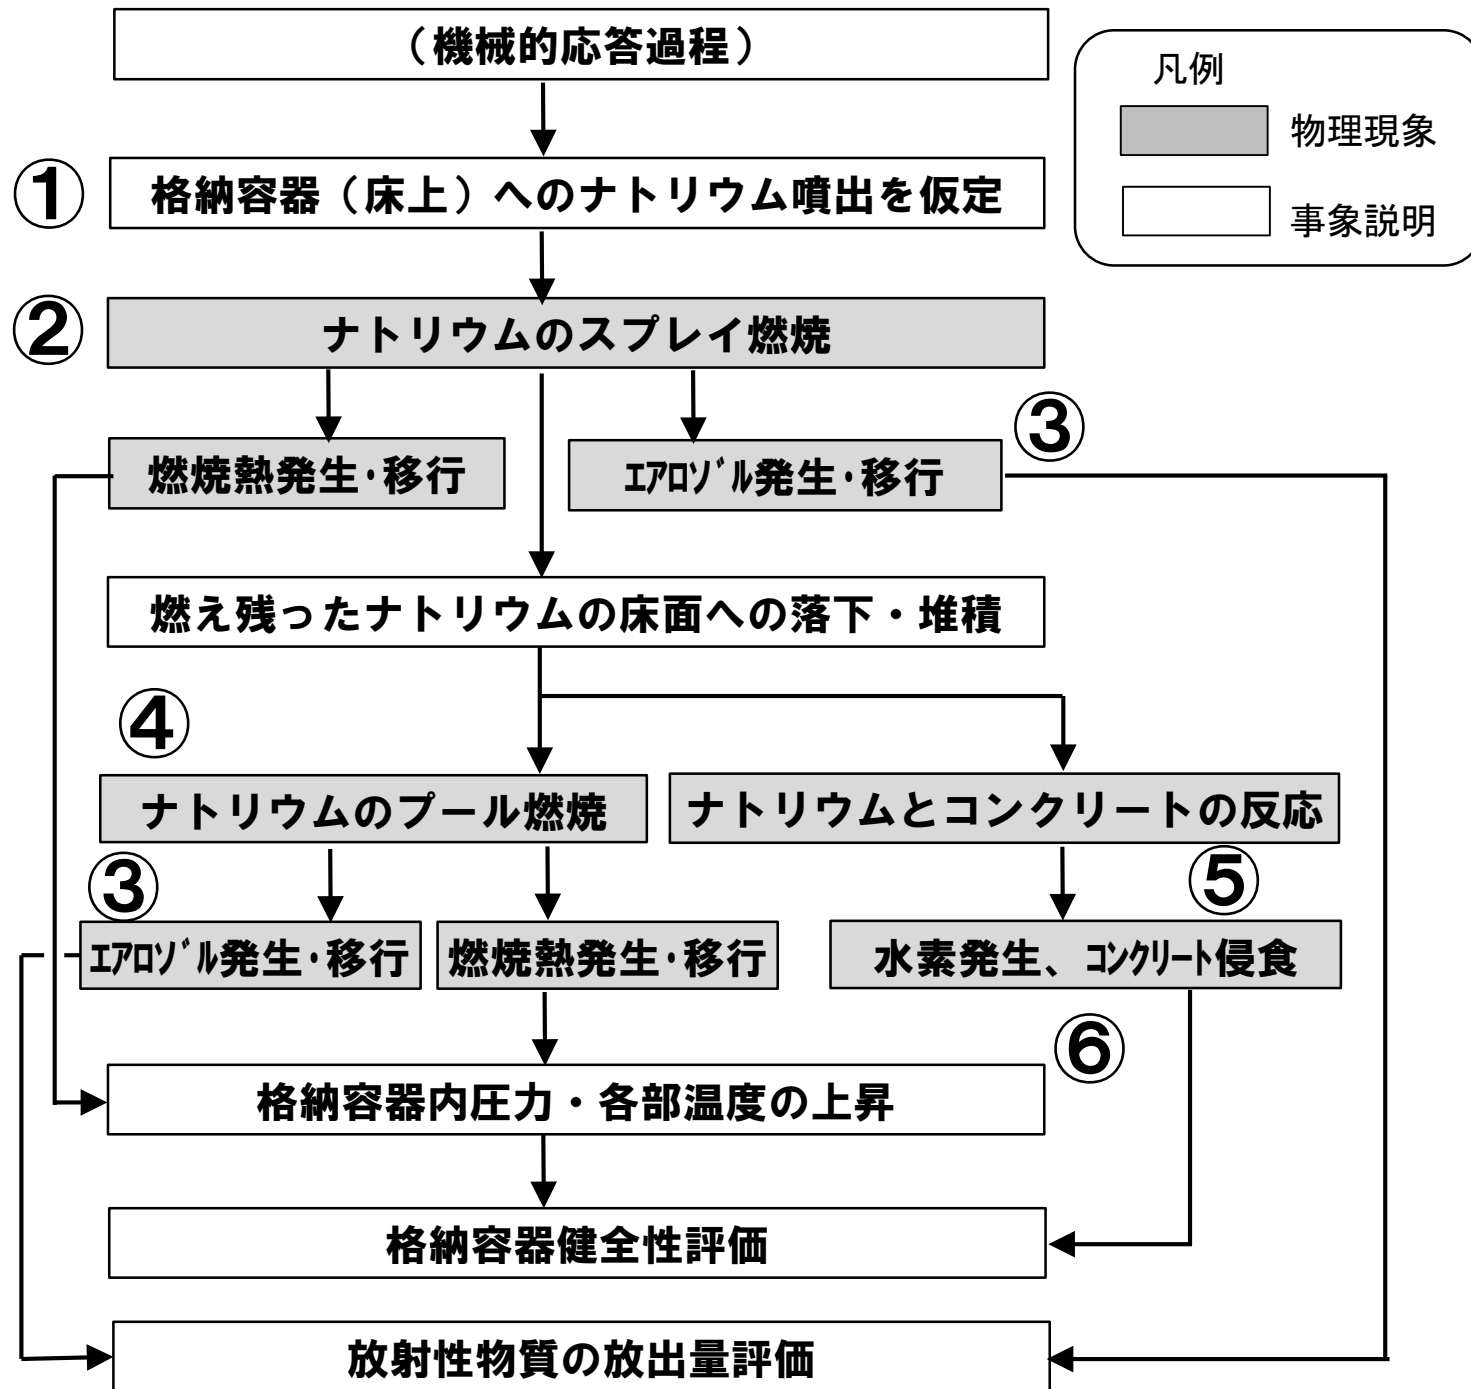 （機械的応答過程）
凡例
物理現象
事象説明
① 格納容器（床上）へのナトリウム噴出を仮定
② ナトリウムのスプレイ燃焼
③
燃焼熱発生･移行
ｴｱﾛｿﾞﾙ発生･移行
燃え残ったナトリウムの床面への落下・堆積
④
ナトリウムのプール燃焼
ナトリウムとコンクリートの反応
③
⑤
ｴｱﾛｿﾞﾙ発生･移行
燃焼熱発生･移行
水素発生、ｺﾝｸﾘｰﾄ侵食
⑥
格納容器内圧力・各部温度の上昇
格納容器健全性評価
放射性物質の放出量評価